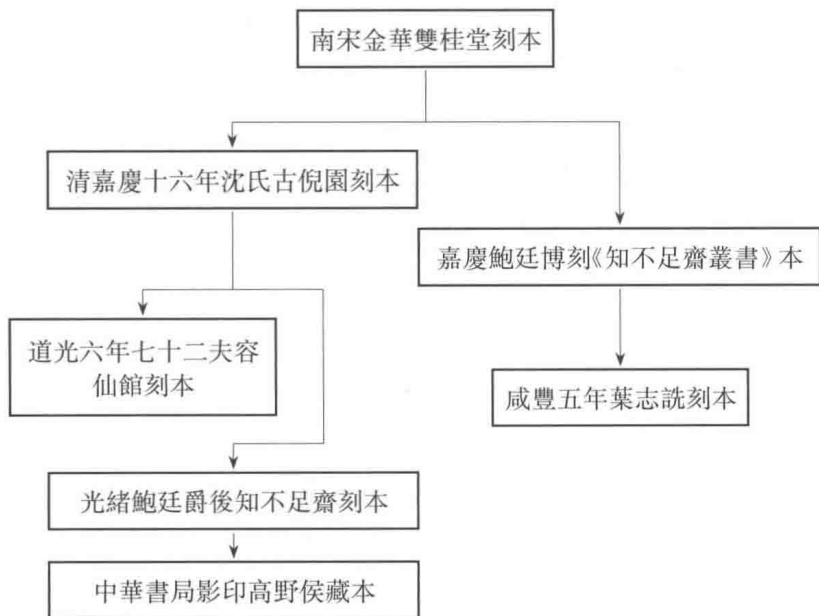 南宋金華雙桂堂刻本
清嘉慶十六年沈氏古倪園刻本
嘉慶鮑廷博刻《知不足齋叢書》本
道光六年七十二夫容
仙館刻本
咸豐五年葉志詵刻本
光緒鮑廷爵後知不足齋刻本
中華書局影印高野侯藏本